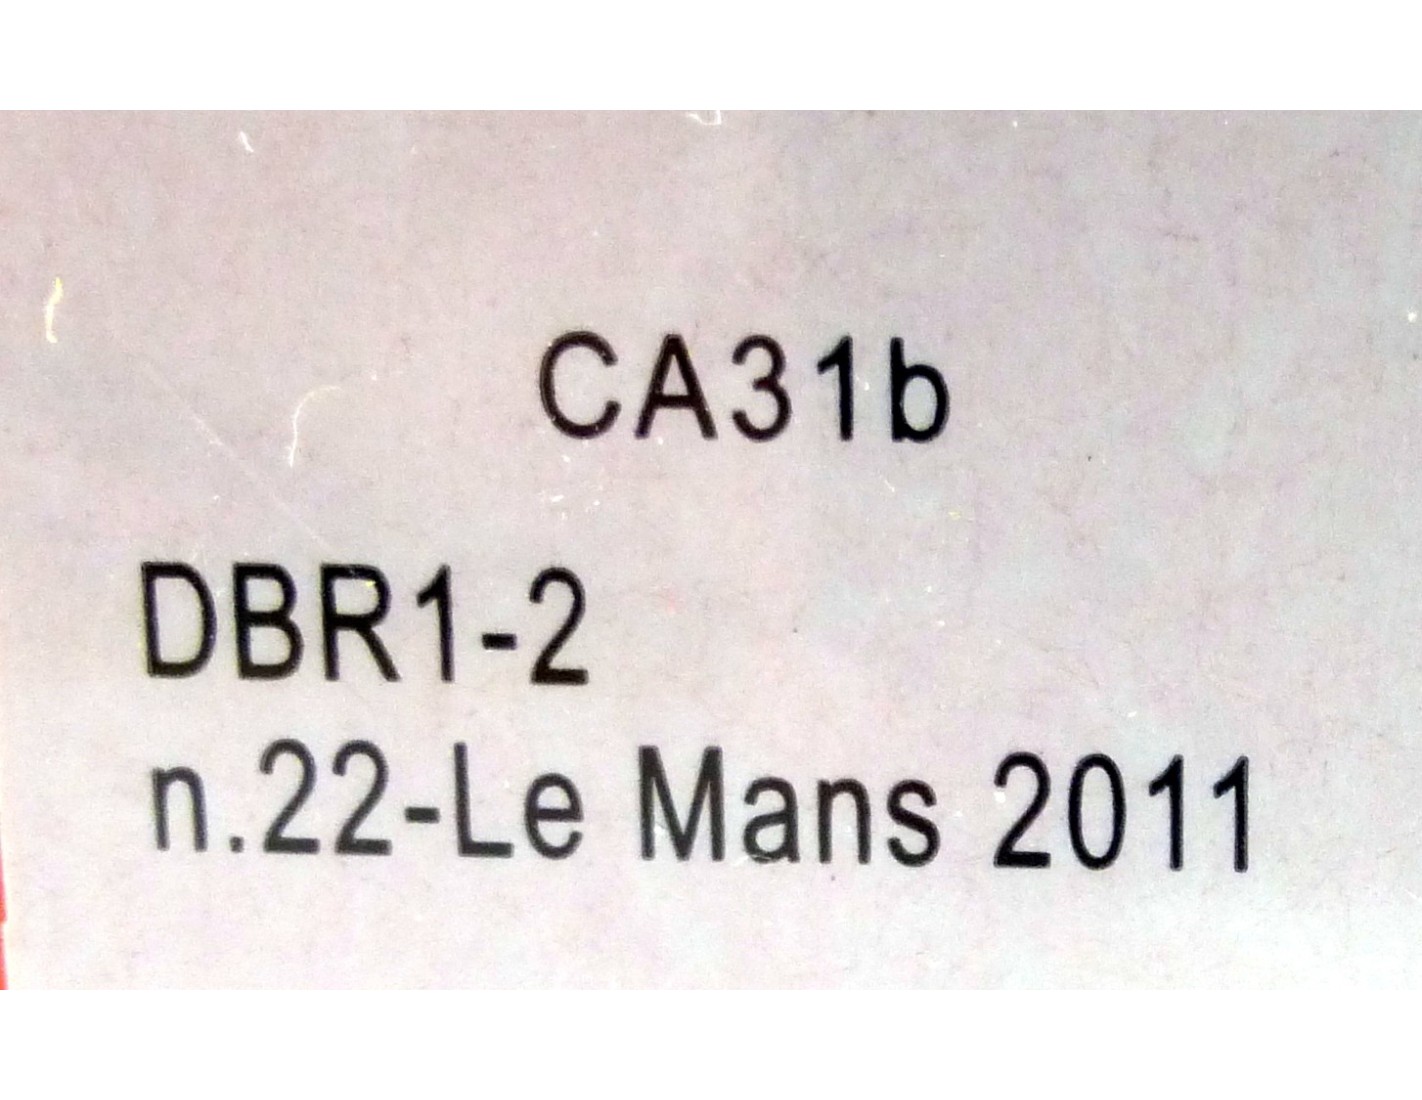 CA31b
DBR1-2
n.22-Le Mans 2011